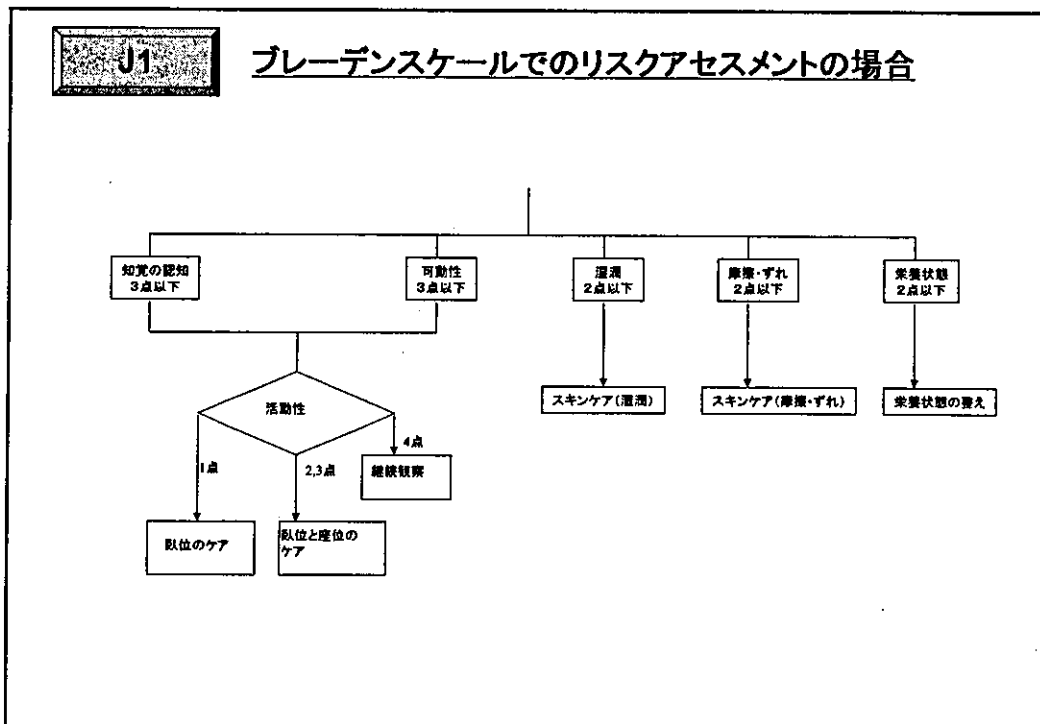 J1
ブレーデンスケールでのリスクアセスメントの場合
知覚の認知
3点以下
可動性
3点以下
湿潤
2点以下
摩擦・ずれ
2点以下
栄養状態
2点以下
スキンケア(湿潤)
スキンケア(摩擦・ずれ)
栄養状態の整え
活動性
1点
2,3点
4点
継続観察
臥位のケア
臥位と座位の
ケア